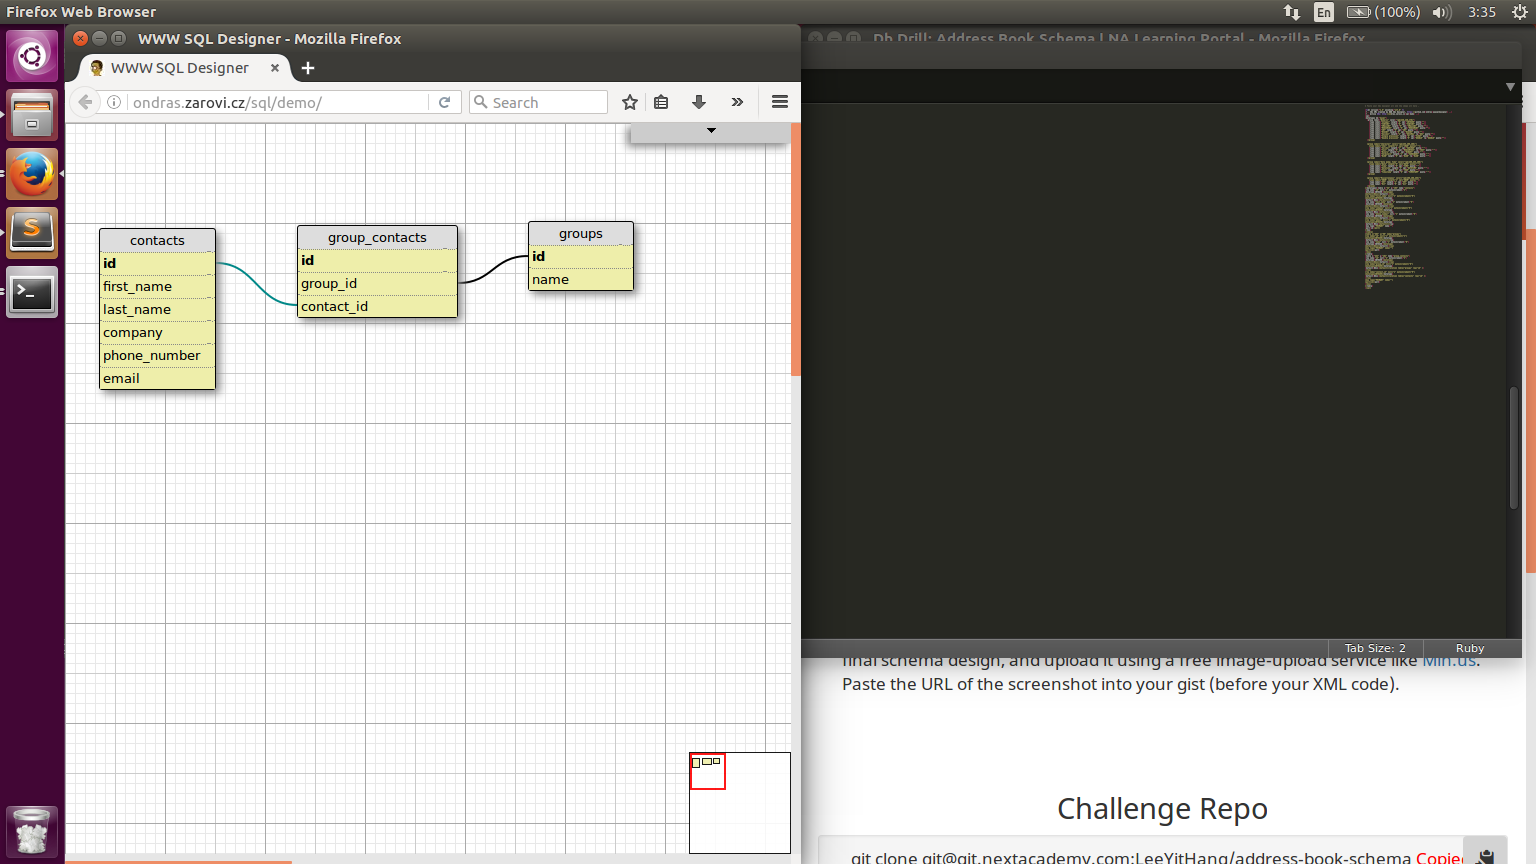 Firefox Web Browser
En
(100%)
3:35
WWW SQL Designer - Mozilla Firefox
Db Drill: Address Book Schema | NA Learning Portal - Mozilla Firefox
WWW SQL Designer
ondras.zarovi.cz/sql/demo/
Search
contacts
id
first_name
last_name
company
phone_number
email
group_contacts
id
group_id
contact_id
groups
id
name
Tab Size: 2
Ruby
final schema design, and upload it using a free image-upload service like Min.us.
Paste the URL of the screenshot into your gist (before your XML code).
Challenge Repo
git clone git@git.nextacademy.com:LeeYitHang/address-book-schema Copied